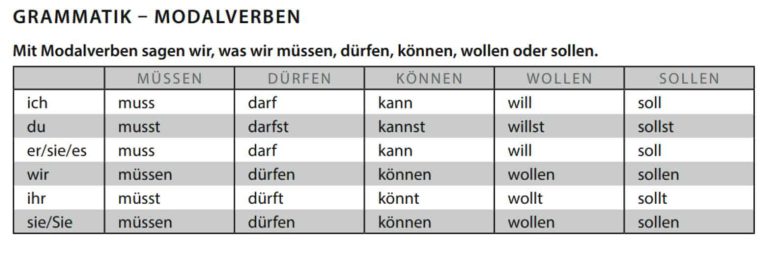 GRAMMATIK – MODALVERBEN
Mit Modalverben sagen wir, was wir müssen, dürfen, können, wollen oder sollen.
MÜSSEN DÜRFEN KÖNNEN WOLLEN SOLLEN
ich muss darf kann will soll
du musst darfst kannst willst sollst
er/sie/es muss darf kann will soll
wir müssen dürfen können wollen sollen
ihr müsst dürft könnt wollt sollt
sie/Sie müssen dürfen können wollen sollen